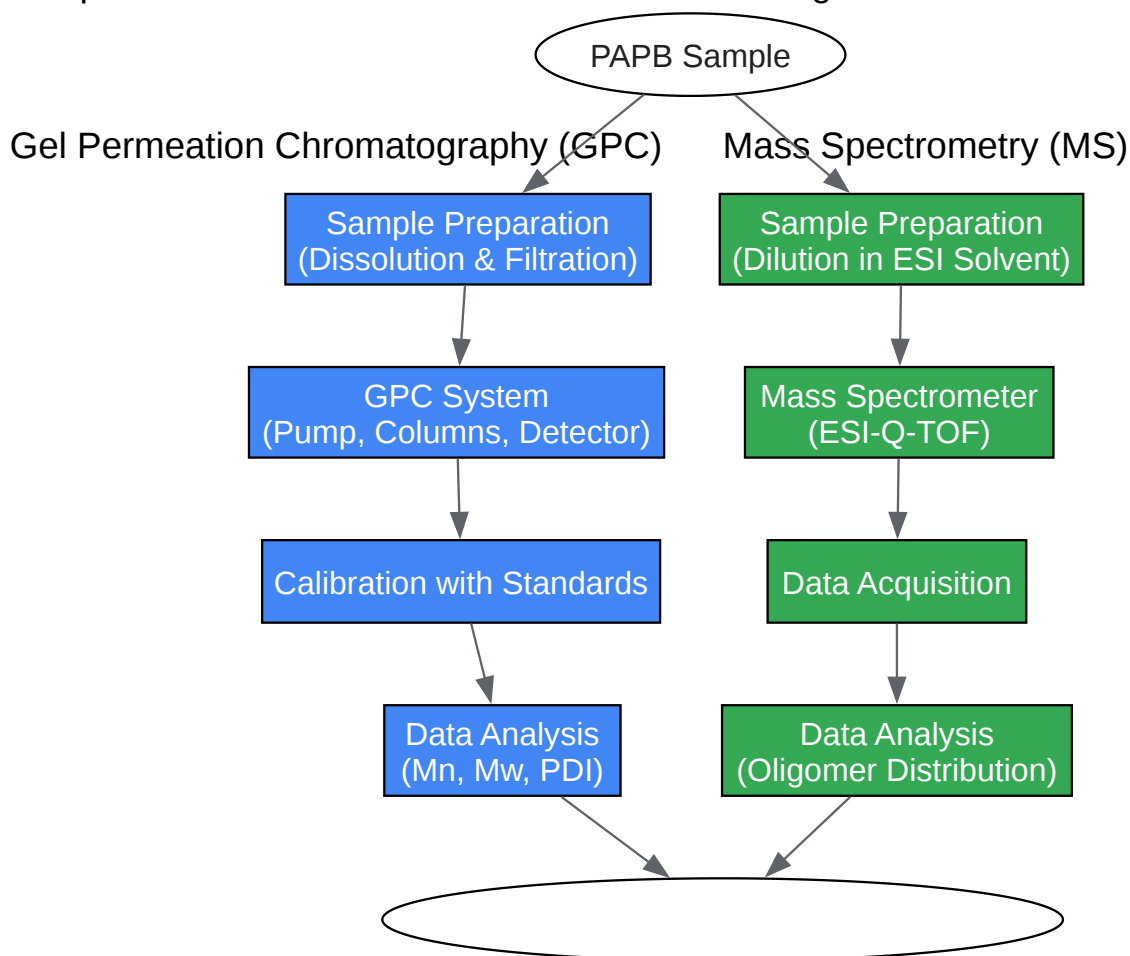 PAPB Sample
Gel Permeation Chromatography (GPC)
Mass Spectrometry (MS)
Sample Preparation
(Dissolution & Filtration)
Sample Preparation
(Dilution in ESI Solvent)
GPC System
(Pump, Columns, Detector)
Mass Spectrometer
(ESI-Q-TOF)
Calibration with Standards
Data Acquisition
Data Analysis
(Mn, Mw, PDI)
Data Analysis
(Oligomer Distribution)